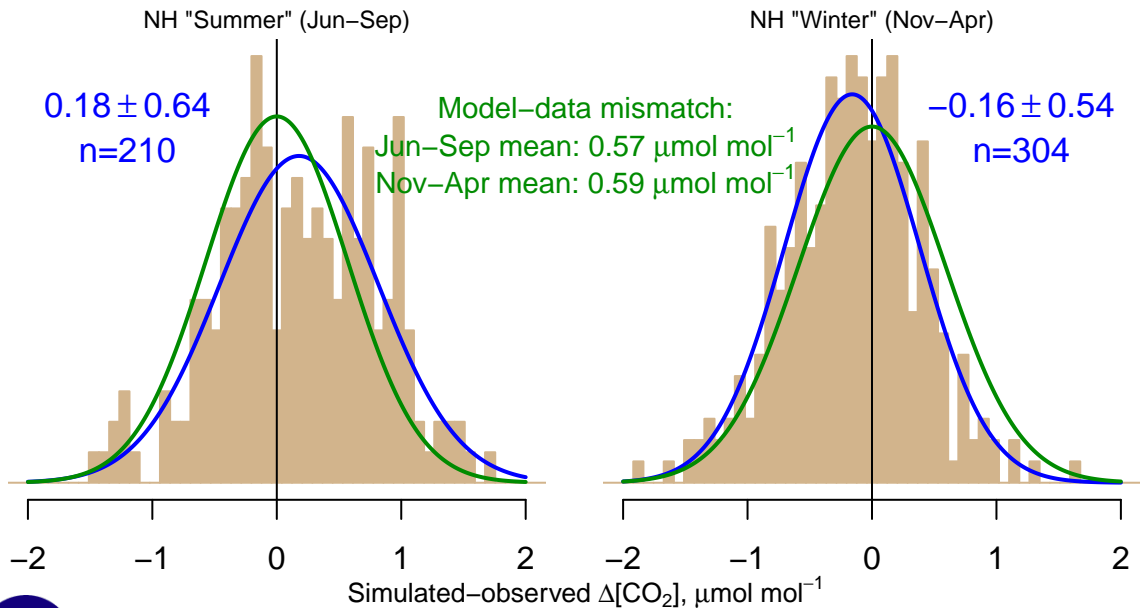 NH "Summer" (Jun−Sep)
0.18 ± 0.64
n=210
Model−data mismatch:
Jun−Sep mean: 0.57 μmol mol⁻¹
Nov−Apr mean: 0.59 μmol mol⁻¹
NH "Winter" (Nov−Apr)
−0.16 ± 0.54
n=304
−2 −1 0 1 2
−2 −1 0 1 2
Simulated−observed Δ[CO₂], μmol mol⁻¹